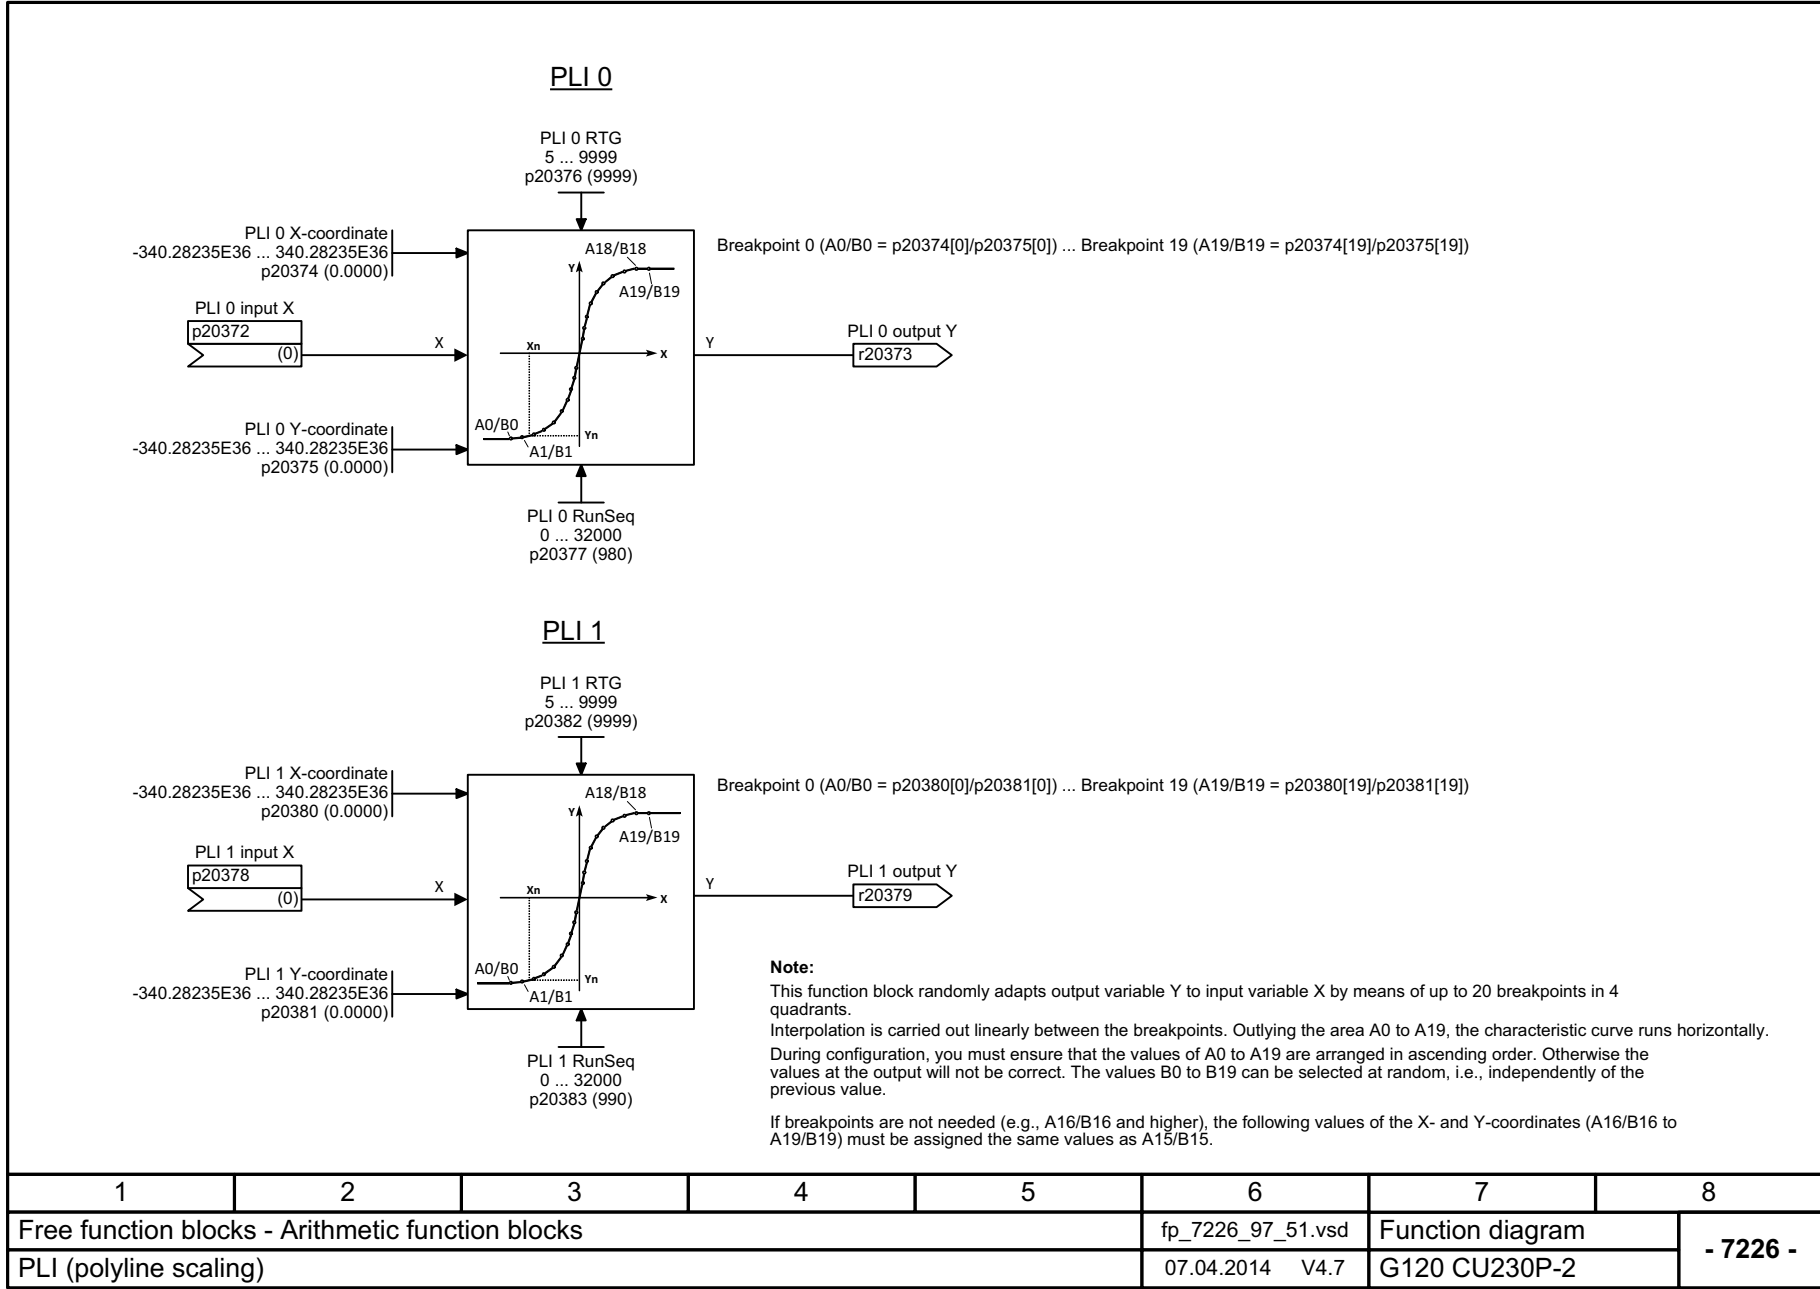 PLI 0
PLI 0 RTG
5 ... 9999
p20376 (9999)
PLI 0 X-coordinate
-340.28235E36 ... 340.28235E36
p20374 (0.0000)
Breakpoint 0 (A0/B0 = p20374[0]/p20375[0]) ... Breakpoint 19 (A19/B19 = p20374[19]/p20375[19])
A18/B18
Y
A19/B19
PLI 0 input X
p20372
(0)
X
Xn
X
Y
PLI 0 output Y
r20373
PLI 0 Y-coordinate
-340.28235E36 ... 340.28235E36
p20375 (0.0000)
A0/B0
Yn
A1/B1
PLI 0 RunSeq
0 ... 32000
p20377 (980)
PLI 1
PLI 1 RTG
5 ... 9999
p20382 (9999)
PLI 1 X-coordinate
-340.28235E36 ... 340.28235E36
p20380 (0.0000)
Breakpoint 0 (A0/B0 = p20380[0]/p20381[0]) ... Breakpoint 19 (A19/B19 = p20380[19]/p20381[19])
A18/B18
Y
A19/B19
PLI 1 input X
p20378
(0)
X
Xn
X
Y
PLI 1 output Y
r20379
PLI 1 Y-coordinate
-340.28235E36 ... 340.28235E36
p20381 (0.0000)
A0/B0
Yn
A1/B1
PLI 1 RunSeq
0 ... 32000
p20383 (990)
Note:
This function block randomly adapts output variable Y to input variable X by means of up to 20 breakpoints in 4
quadrants.
Interpolation is carried out linearly between the breakpoints. Outlying the area A0 to A19, the characteristic curve runs horizontally.
During configuration, you must ensure that the values of A0 to A19 are arranged in ascending order. Otherwise the
values at the output will not be correct. The values B0 to B19 can be selected at random, i.e., independently of the
previous value.
If breakpoints are not needed (e.g., A16/B16 and higher), the following values of the X- and Y-coordinates (A16/B16 to
A19/B19) must be assigned the same values as A15/B15.
1 2 3 4 5 6 7 8
Free function blocks - Arithmetic function blocks
fp_7226_97_51.vsd
Function diagram
- 7226 -
PLI (polyline scaling)
07.04.2014 V4.7
G120 CU230P-2